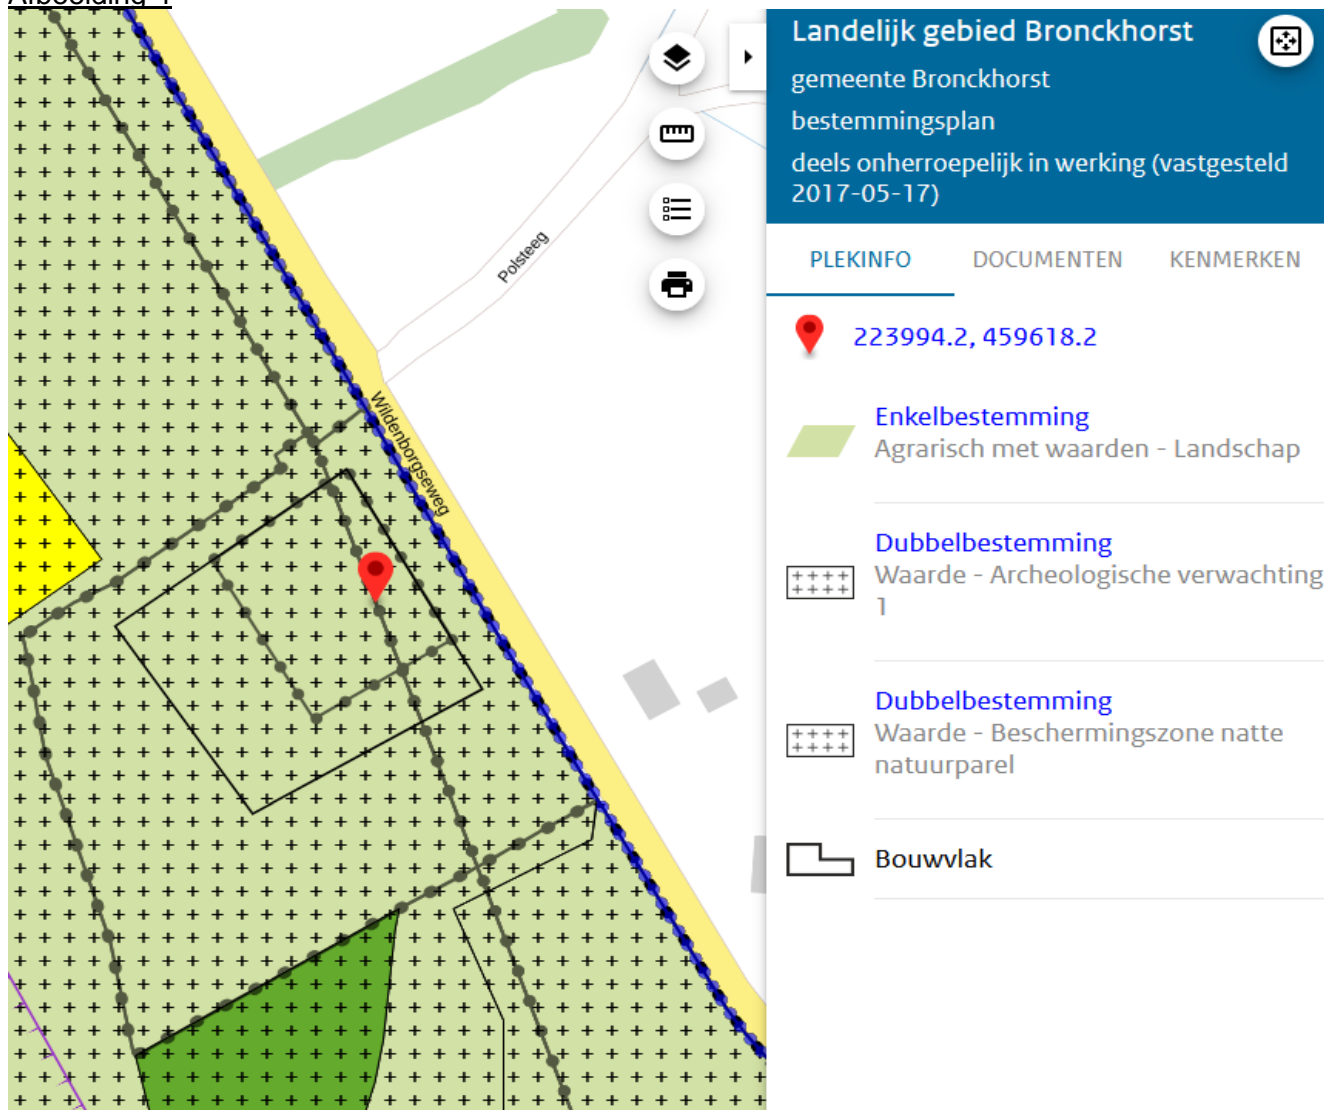 Afbeelding 1
Landelijk gebied Bronckhorst
gemeente Bronckhorst
bestemmingsplan
deels onherroepelijk in werking (vastgesteld
2017-05-17)
PLEKINFO DOCUMENTEN KENMERKEN
223994.2, 459618.2
Enkelbestemming
Agrarisch met waarden - Landschap
Dubbelbestemming
Waarde - Archeologische verwachting
1
Dubbelbestemming
Waarde - Beschermingszone natte
natuurparel
Bouwvlak
Polsteeg
Wildenborgseweg